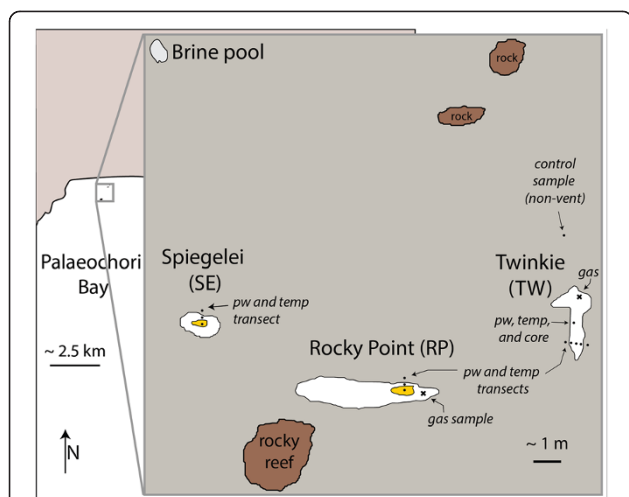 Brine pool
rock
rock
control
sample
(non-vent)
Palaeochori
Bay
Spiegelei
(SE)
pw and temp
transect
Twinkie
(TW)
gas
pw, temp,
and core
~ 2.5 km
Rocky Point (RP)
pw and temp
transects
gas sample
rocky
reef
~ 1 m
N